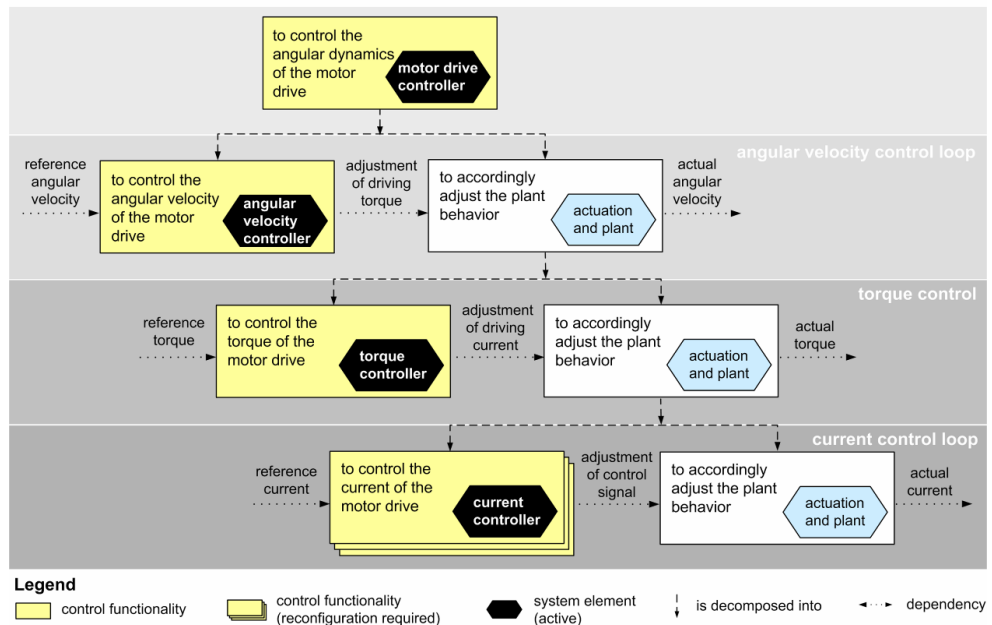 to control the
angular dynamics
of the motor
drive
motor drive
controller
angular velocity control loop
reference
angular
velocity
to control the
angular velocity
of the motor
drive
angular
velocity
controller
adjustment
of driving
torque
to accordingly
adjust the plant
behavior
actuation
and plant
actual
angular
velocity
torque control
reference
torque
to control the
torque of the
motor drive
torque
controller
adjustment
of driving
current
to accordingly
adjust the plant
behavior
actuation
and plant
actual
torque
current control loop
reference
current
to control the
current of the
motor drive
current
controller
adjustment
of control
signal
to accordingly
adjust the plant
behavior
actuation
and plant
actual
current
Legend
control functionality
control functionality
(reconfiguration required)
system element
(active)
is decomposed into
dependency